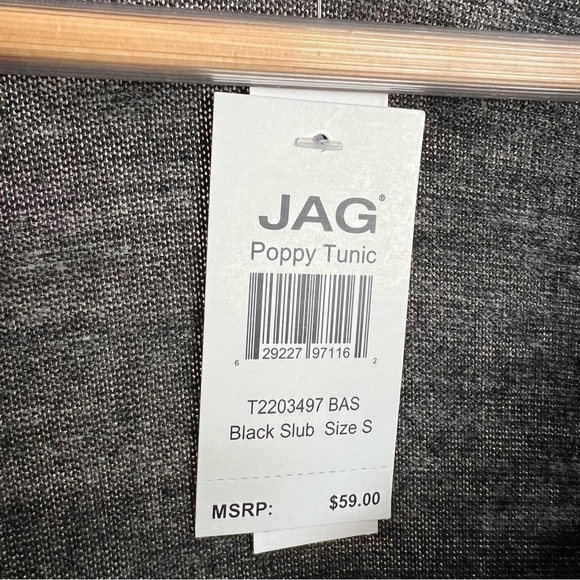 JAG®
Poppy Tunic
6 29227 97116 2
T2203497 BAS
Black Slub Size S
MSRP: $59.00